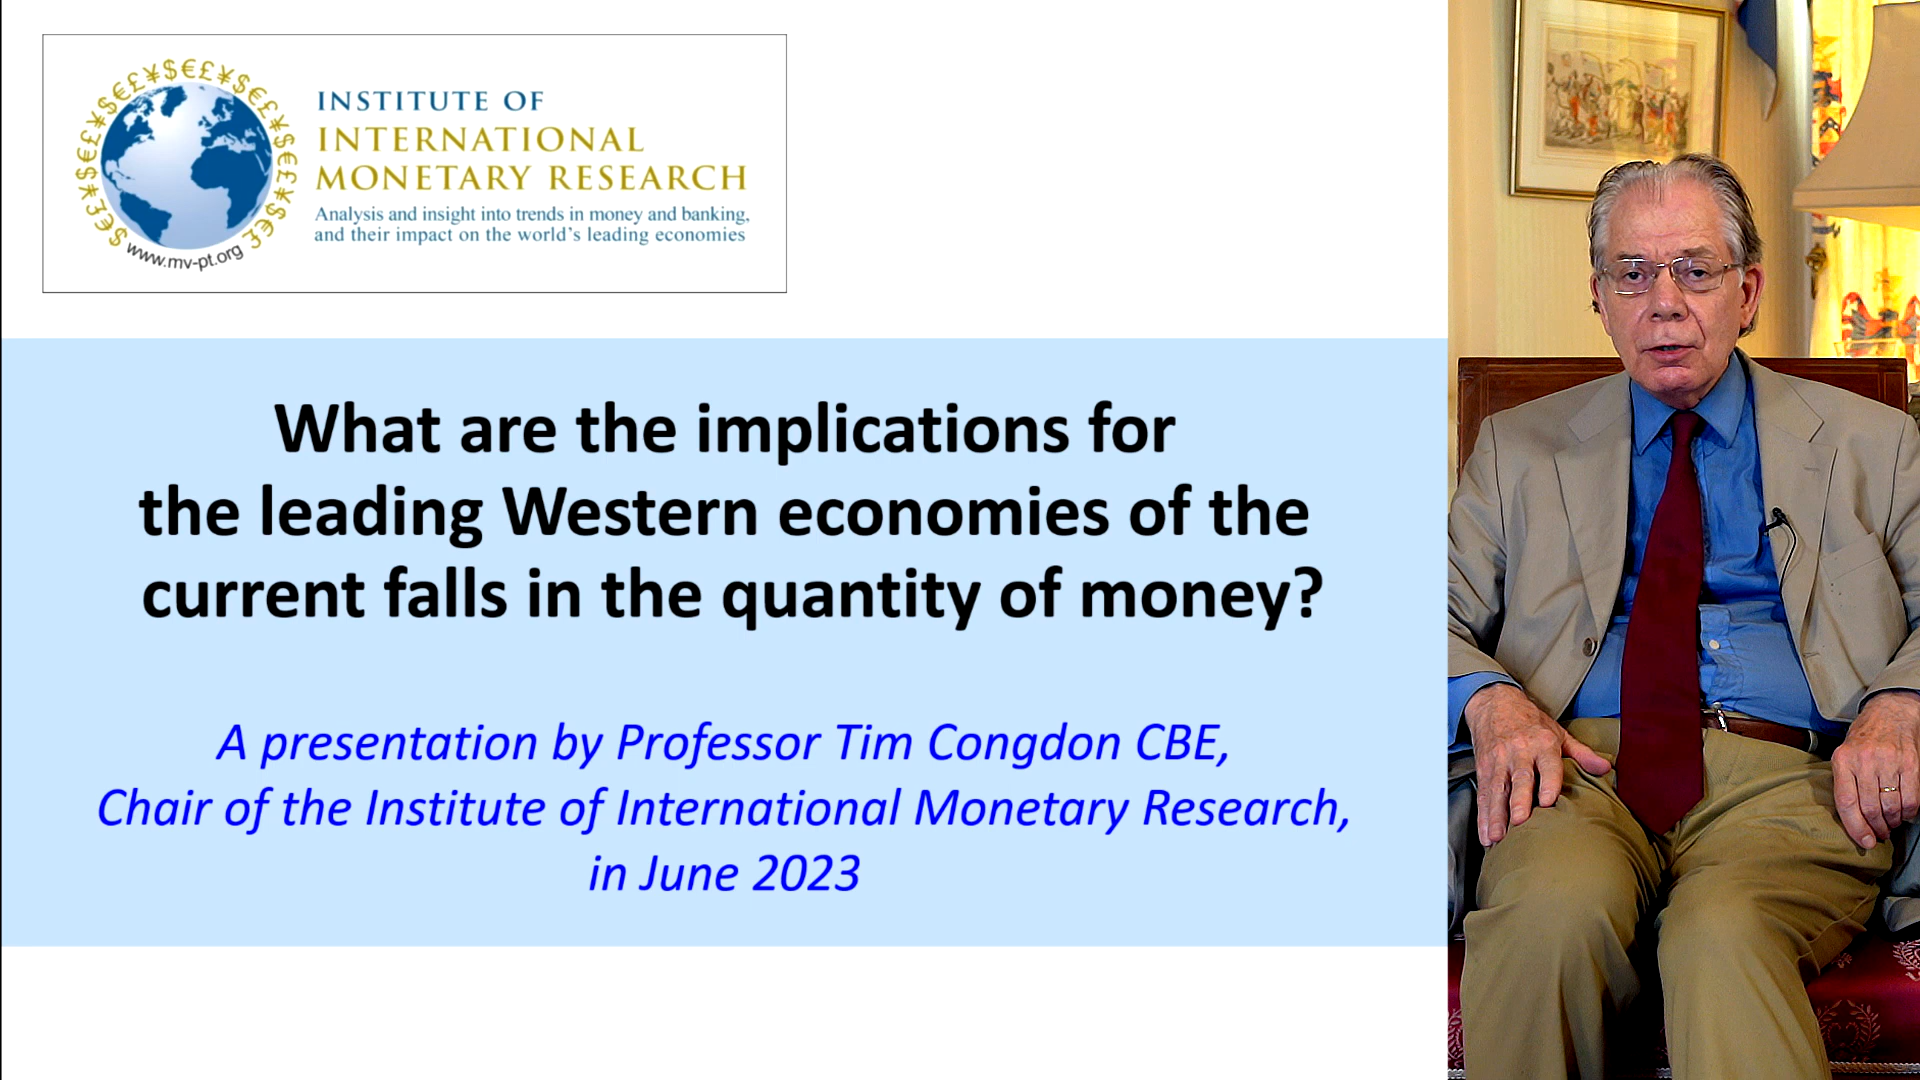 INSTITUTE OF
INTERNATIONAL
MONETARY RESEARCH
Analysis and insight into trends in money and banking,
and their impact on the world's leading economies
www.mv-pt.org
What are the implications for
the leading Western economies of the
current falls in the quantity of money?
A presentation by Professor Tim Congdon CBE,
Chair of the Institute of International Monetary Research,
in June 2023